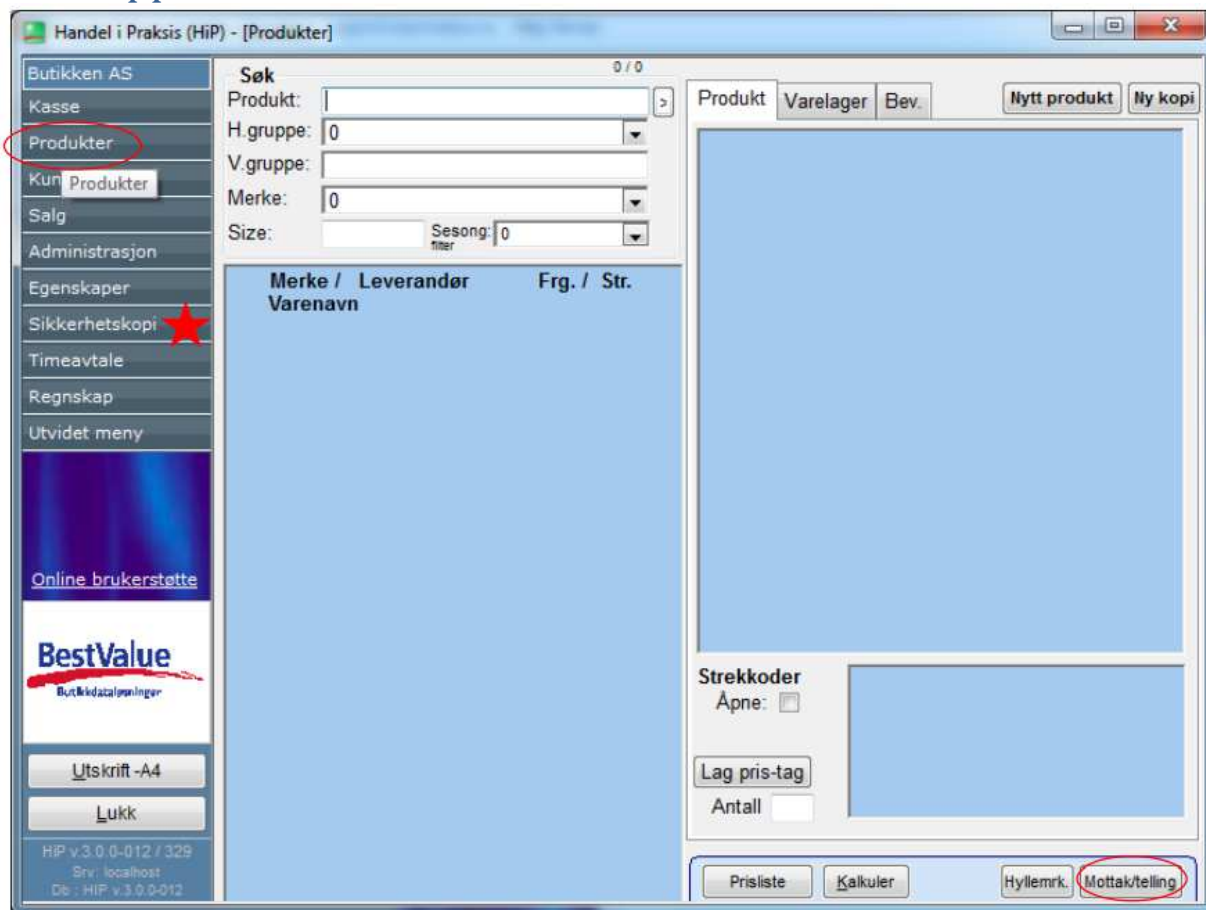 Handel i Praksis (HiP) - [Produkter]
Butikken AS
Kasse
Produkter
Kun
Produkter
Salg
Administrasjon
Egenskaper
Sikkerhetskopi
Timeavtale
Regnskap
Utvidet meny
Online brukerstøtte
BestValue
Butikkdataløsninger
Utskrift -A4
Lukk
HiP v.3.0.0-012 / 329
Srv: localhost
Db : HIP v.3.0.0-012
Søk
0 / 0
Produkt:
>
H.gruppe: 0
V.gruppe:
Merke: 0
Size:
Sesong: 0
filter
Merke / Leverandør Frg. / Str.
Varenavn
Produkt Varelager Bev.
Nytt produkt Ny kopi
Strekkoder
Åpne:
Lag pris-tag
Antall
Prisliste Kalkuler Hyllemrk. Mottak/telling